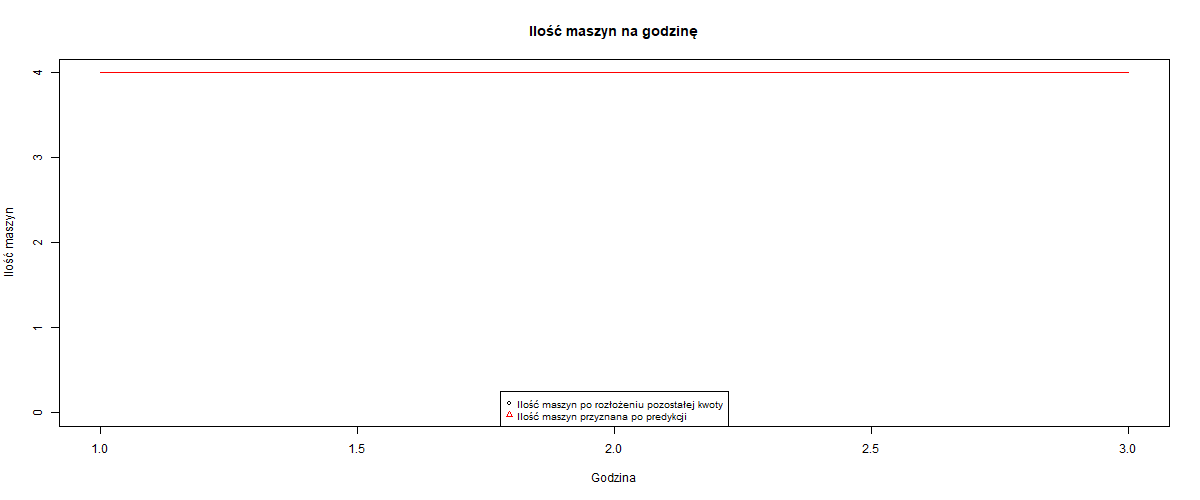 Ilość maszyn na godzinę
Ilość maszyn
4
3
2
1
0
Ilość maszyn po rozłożeniu pozostałej kwoty
Ilość maszyn przyznana po predykcji
1.0 1.5 2.0 2.5 3.0
Godzina